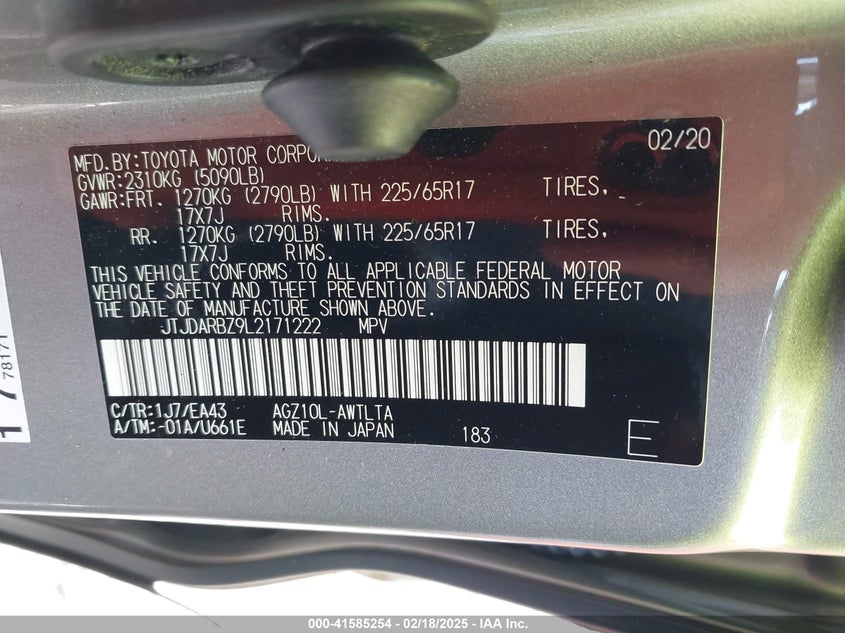 02/20
MFD.BY:TOYOTA MOTOR CORPORA
GVWR:2310KG (5090LB)
GAWR:FRT. 1270KG (2790LB) WITH 225/65R17 TIRES,
17X7J RIMS.
RR. 1270KG (2790LB) WITH 225/65R17 TIRES,
17X7J RIMS.
THIS VEHICLE CONFORMS TO ALL APPLICABLE FEDERAL MOTOR
VEHICLE SAFETY AND THEFT PREVENTION STANDARDS IN EFFECT ON
THE DATE OF MANUFACTURE SHOWN ABOVE.
JTJDARBZ9L2171222 MPV
C/TR:1J7/EA43 AGZ10L-AWTLTA
A/TM:-01A/U661E MADE IN JAPAN 183 E
78171
000-41585254 - 02/18/2025 - IAA Inc.